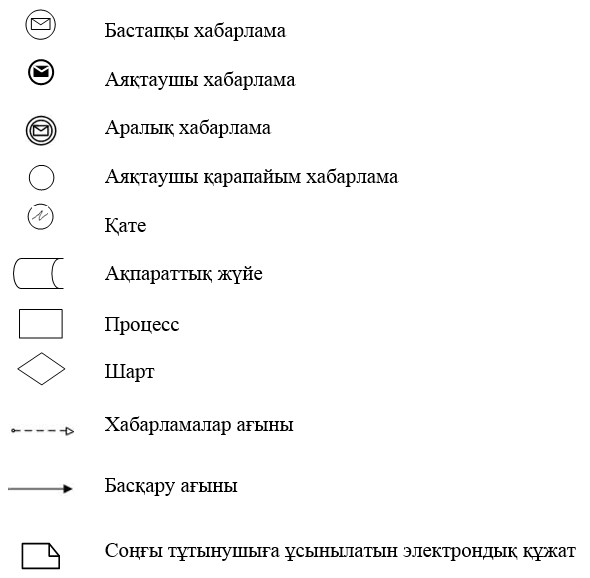 Бастапқы хабарлама
Аяқтаушы хабарлама
Аралық хабарлама
Аяқтаушы қарапайым хабарлама
Қате
Ақпараттық жүйе
Процесс
Шарт
Хабарламалар ағыны
Басқару ағыны
Соңғы тұтынушыға ұсынылатын электрондық құжат